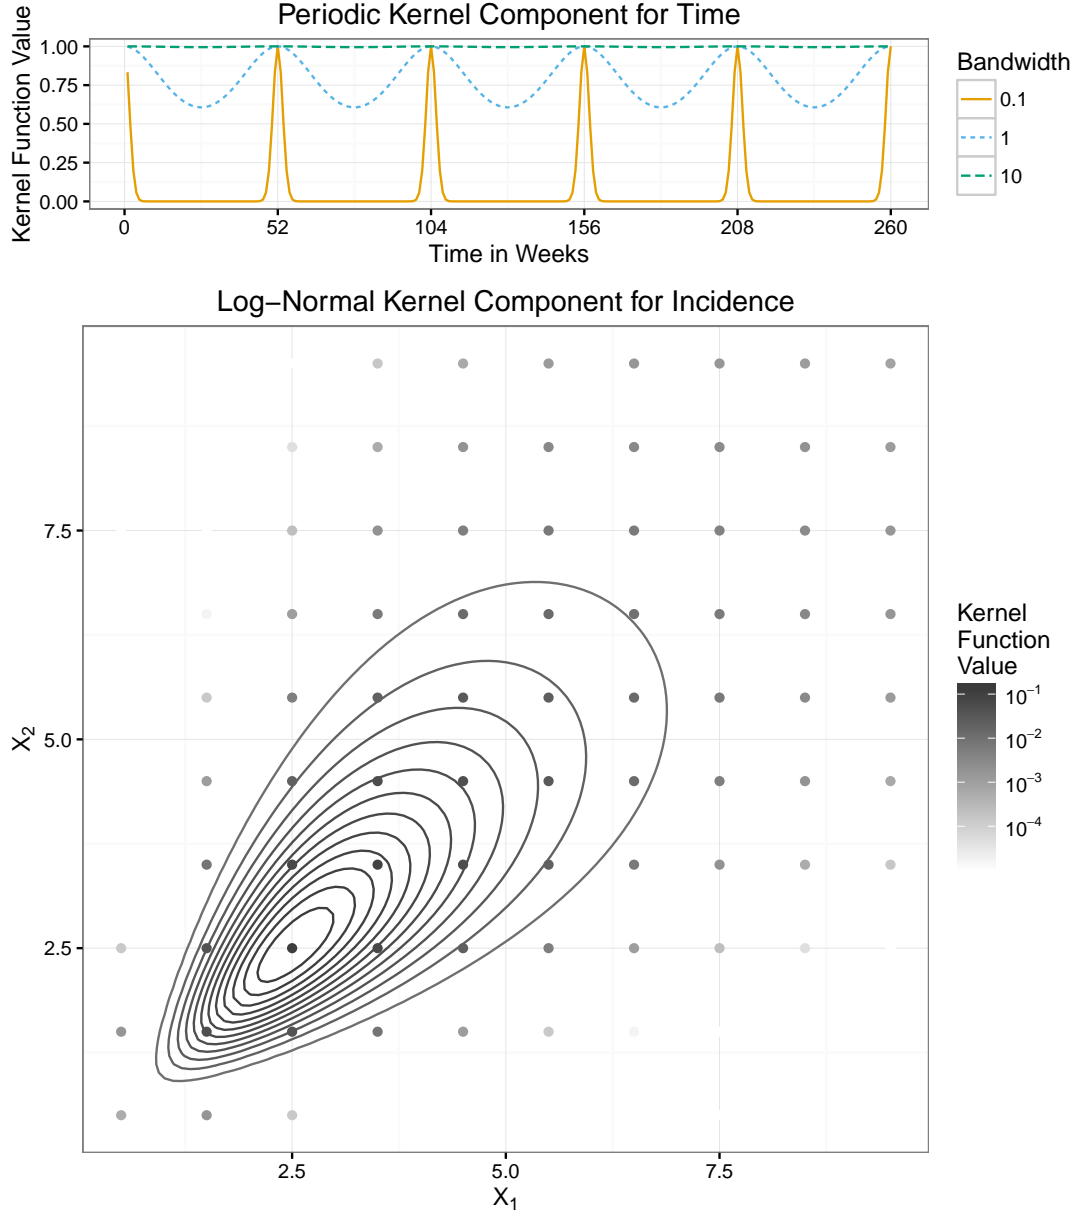 Periodic Kernel Component for Time
Kernel Function Value
1.00
0.75
0.50
0.25
0.00
0 52 104 156 208 260
Time in Weeks
Bandwidth
0.1
1
10
Log−Normal Kernel Component for Incidence
X₂
7.5
5.0
2.5
2.5 5.0 7.5
X₁
Kernel
Function
Value
10⁻¹
10⁻²
10⁻³
10⁻⁴